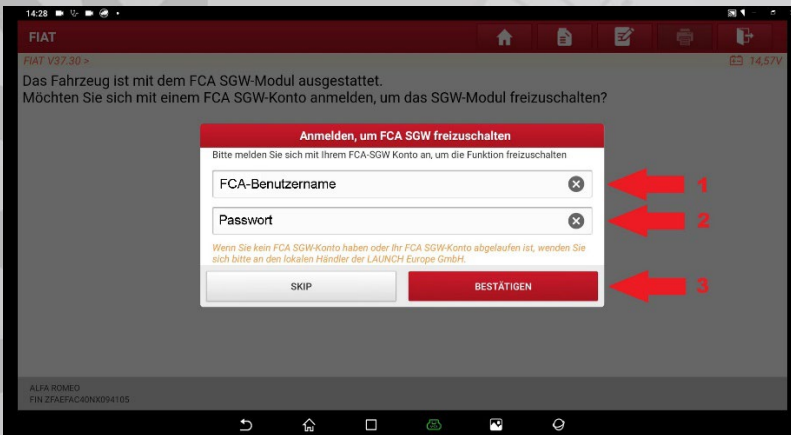 14:28
FIAT
FIAT V37.30 >
14,57V
Das Fahrzeug ist mit dem FCA SGW-Modul ausgestattet.
Möchten Sie sich mit einem FCA SGW-Konto anmelden, um das SGW-Modul freizuschalten?
Anmelden, um FCA SGW freizuschalten
Bitte melden Sie sich mit Ihrem FCA-SGW Konto an, um die Funktion freizuschalten
FCA-Benutzername
1
Passwort
2
Wenn Sie kein FCA SGW-Konto haben oder Ihr FCA SGW-Konto abgelaufen ist, wenden Sie
sich bitte an den lokalen Händler der LAUNCH Europe GmbH.
SKIP
BESTÄTIGEN
3
ALFA ROMEO
FIN ZFAEFAC40NX094105